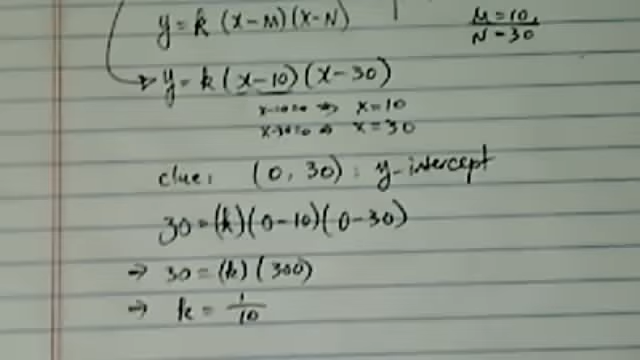 y = k (x-M)(x-N)
M=10,
N=30
y = k (x-10)(x-30)
x-10=0 ⇒ x=10
x-30=0 ⇒ x=30
clue: (0, 30): y-intercept
30=(k)(0-10)(0-30)
→ 30=(k)(300)
→ k = 1/10